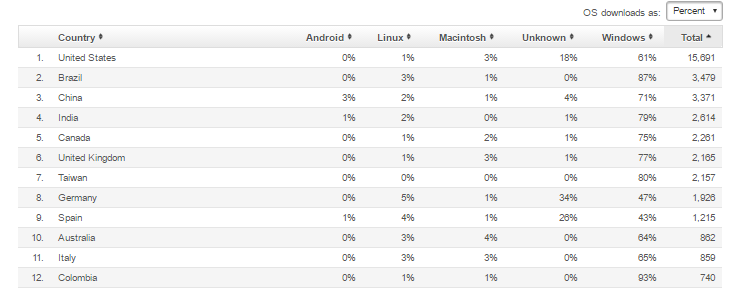 OS downloads as: Percent
Country Android Linux Macintosh Unknown Windows Total
1. United States 0% 1% 3% 18% 61% 15,691
2. Brazil 0% 3% 1% 0% 87% 3,479
3. China 3% 2% 1% 4% 71% 3,371
4. India 1% 2% 0% 1% 79% 2,614
5. Canada 0% 1% 2% 1% 75% 2,261
6. United Kingdom 0% 1% 3% 1% 77% 2,165
7. Taiwan 0% 0% 0% 0% 80% 2,157
8. Germany 0% 5% 1% 34% 47% 1,926
9. Spain 1% 4% 1% 26% 43% 1,215
10. Australia 0% 3% 4% 0% 64% 862
11. Italy 0% 3% 3% 0% 65% 859
12. Colombia 0% 1% 1% 0% 93% 740